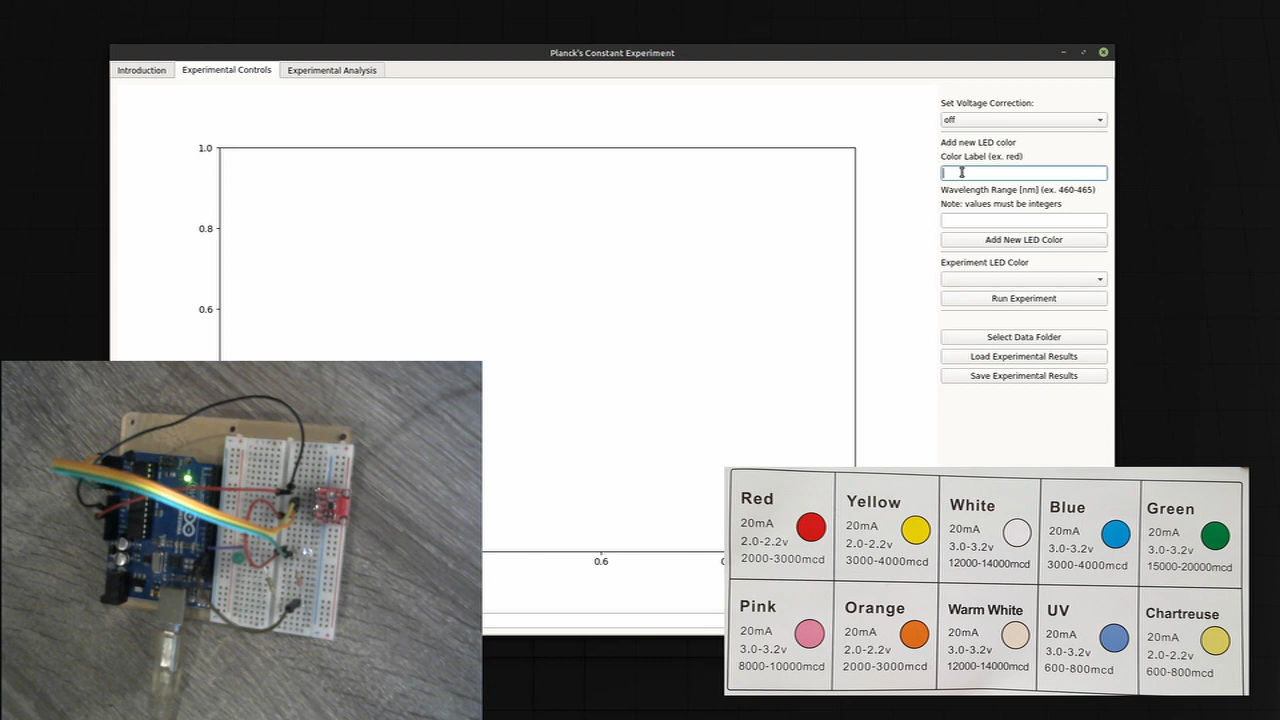 Planck's Constant Experiment
Introduction
Experimental Controls
Experimental Analysis
Set Voltage Correction:
off
Add new LED color
Color Label (ex. red)
Wavelength Range [nm] (ex. 460-465)
Note: values must be integers
Add New LED Color
Experiment LED Color
Run Experiment
Select Data Folder
Load Experimental Results
Save Experimental Results
1.0
0.8
0.6
0.6
Red
20mA
2.0-2.2v
2000-3000mcd
Yellow
20mA
2.0-2.2v
3000-4000mcd
White
20mA
3.0-3.2v
12000-14000mcd
Blue
20mA
3.0-3.2v
3000-4000mcd
Green
20mA
3.0-3.2v
15000-20000mcd
Pink
20mA
3.0-3.2v
8000-10000mcd
Orange
20mA
2.0-2.2v
2000-3000mcd
Warm White
20mA
3.0-3.2v
12000-14000mcd
UV
20mA
3.0-3.2v
600-800mcd
Chartreuse
20mA
2.0-2.2v
600-800mcd